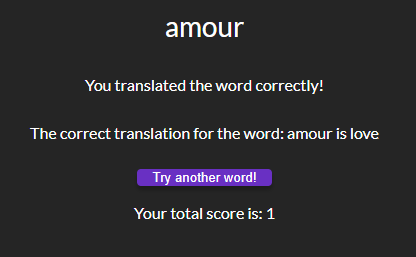 amour
You translated the word correctly!
The correct translation for the word: amour is love
Try another word!
Your total score is: 1